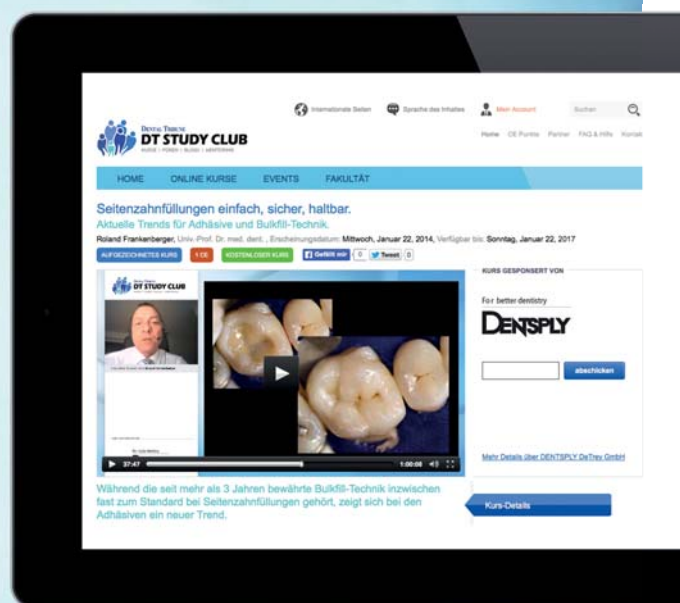 Internationale Seiten
Sprache des Inhaltes
Mein Account
Suchen
DENTAL TRIBUNE
DT STUDY CLUB
Home CE Punkte Partner FAQ & Hilfe Kontakt
HOME ONLINE KURSE EVENTS FAKULTÄT
Seitenzahnfüllungen einfach, sicher, haltbar.
Aktuelle Trends für Adhäsive und Bulkfill-Technik.
Roland Frankenberger, Univ.-Prof. Dr. med. dent. , Erscheinungsdatum: Mittwoch, Januar 22, 2014, Verfügbar bis: Sonntag, Januar 22, 2017
AUFGEZEICHNETES KURS 1 CE KOSTENLOSER KURS Gefällt mir 0 Tweet 0
DT STUDY CLUB
37:47 1:00:08
KURS GESPONSERT VON
For better dentistry
DENTSPLY
abschicken
Mehr Details über DENTSPLY DeTrey GmbH
Während die seit mehr als 3 Jahren bewährte Bulkfill-Technik inzwischen
fast zum Standard bei Seitenzahnfüllungen gehört, zeigt sich bei den
Adhäsiven ein neuer Trend.
Kurs-Details